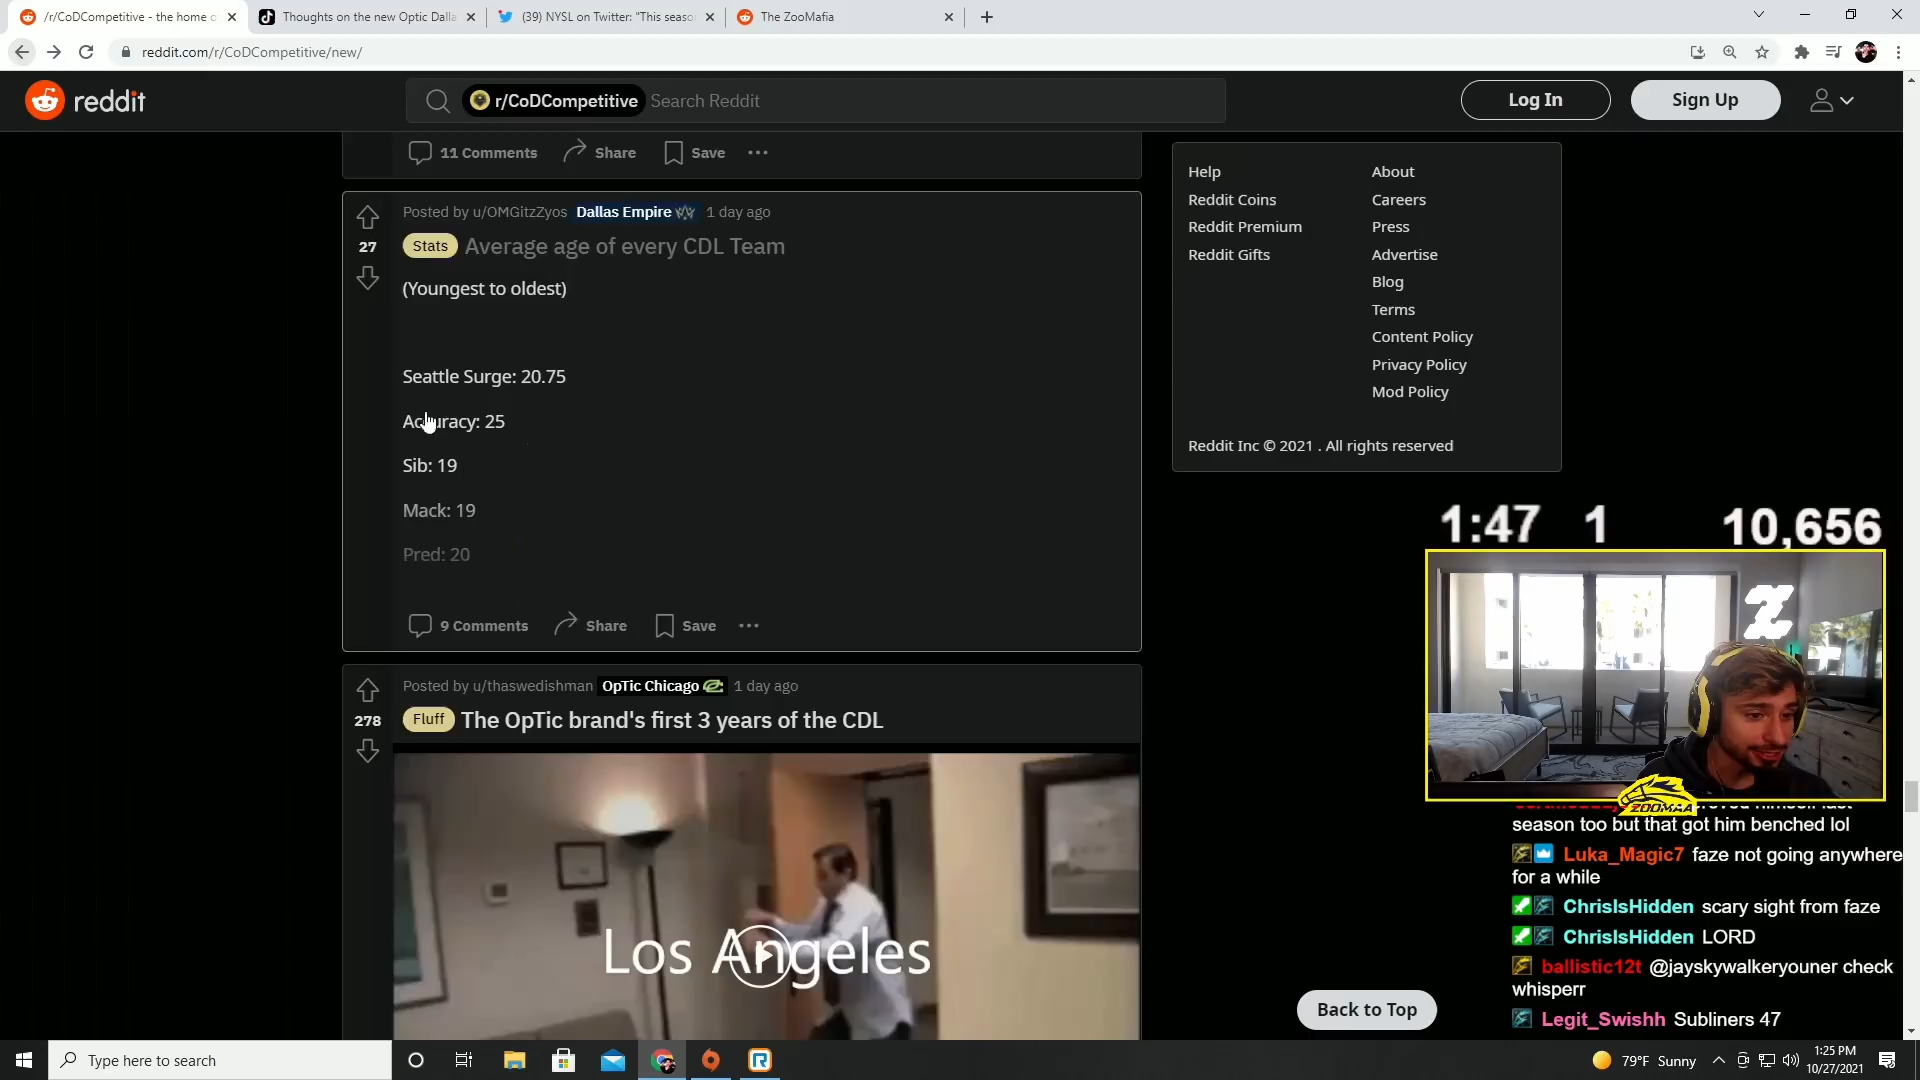 /r/CoDCompetitive - the home o
Thoughts on the new Optic Dalla
(39) NYSL on Twitter: "This seaso
The ZooMafia
reddit.com/r/CoDCompetitive/new/
reddit
r/CoDCompetitive Search Reddit
Log In
Sign Up
11 Comments Share Save
Posted by u/OMGitzZyos Dallas Empire 1 day ago
27
Stats Average age of every CDL Team
(Youngest to oldest)
Seattle Surge: 20.75
Accuracy: 25
Sib: 19
Mack: 19
Pred: 20
9 Comments Share Save
Posted by u/thaswedishman OpTic Chicago 1 day ago
278
Fluff The OpTic brand's first 3 years of the CDL
Los Angeles
Help
Reddit Coins
Reddit Premium
Reddit Gifts
About
Careers
Press
Advertise
Blog
Terms
Content Policy
Privacy Policy
Mod Policy
Reddit Inc © 2021 . All rights reserved
1:47 1 10,656
Z
ZOOMAA
season too but that got him benched lol
Luka_Magic7 faze not going anywhere
for a while
ChrisIsHidden scary sight from faze
ChrisIsHidden LORD
ballistic12t @jayskywalkeryouner check
whisperr
Legit_Swishh Subliners 47
Back to Top
Type here to search
79°F Sunny
1:25 PM
10/27/2021